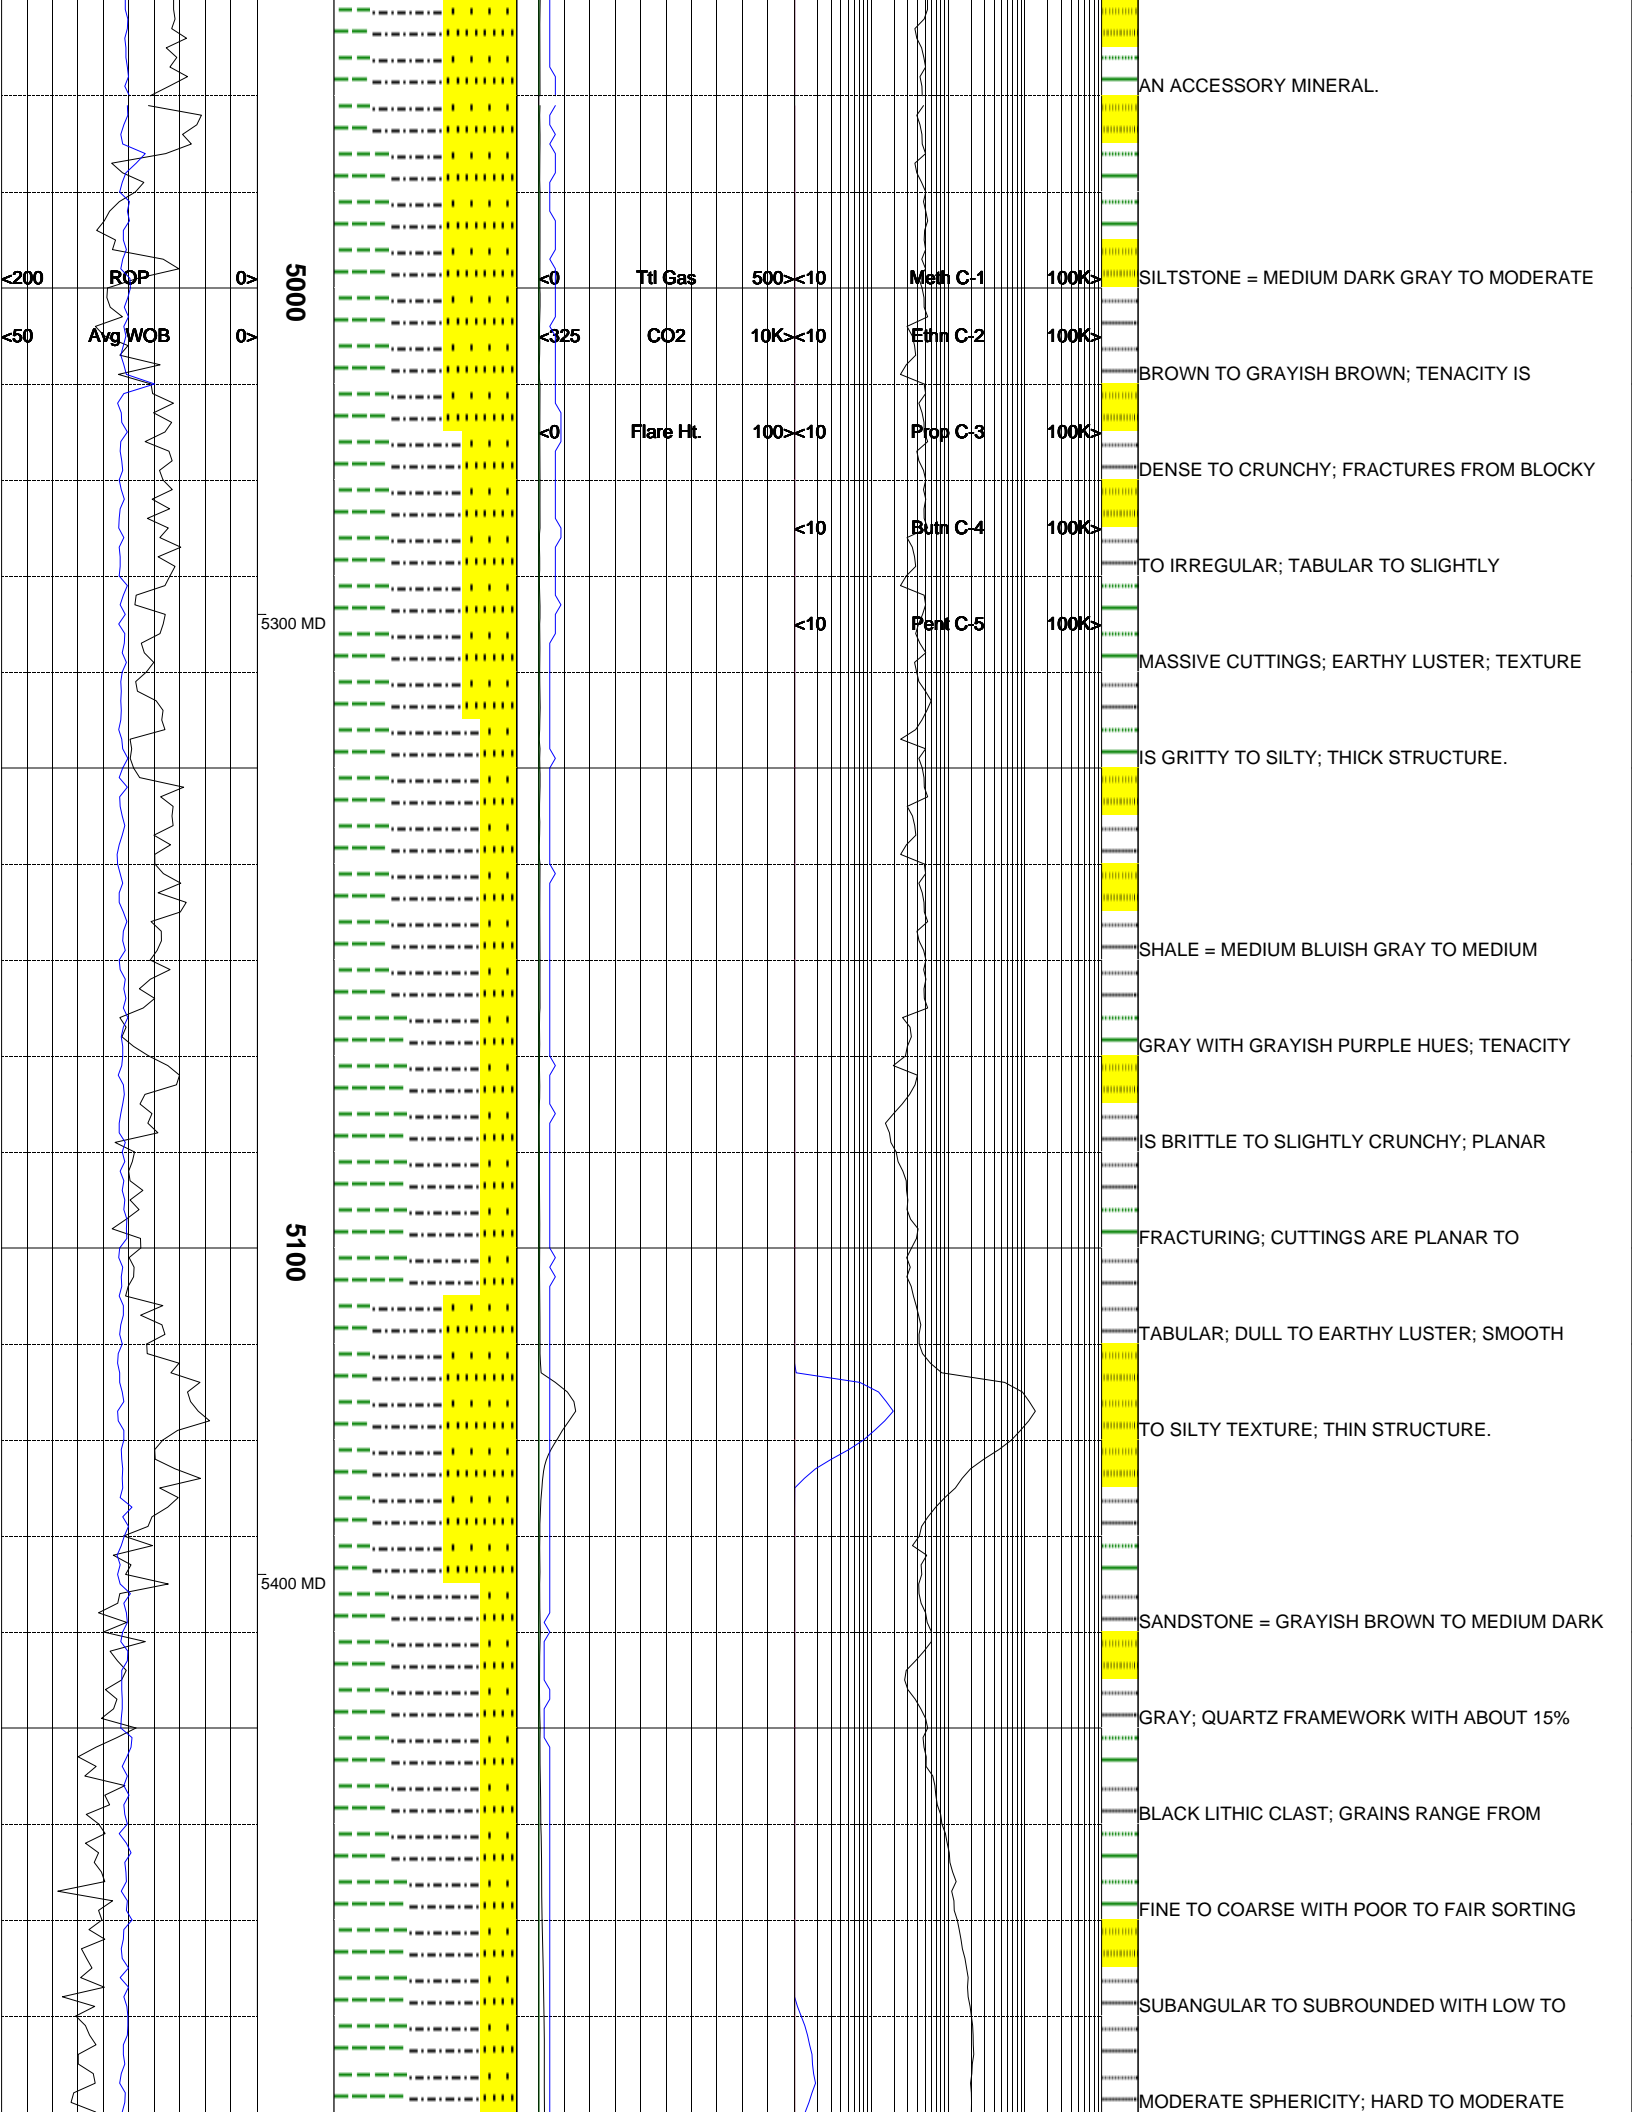 AN ACCESSORY MINERAL.
<200 ROP 0> 5000 <0 Ttl Gas 500><10 Meth C-1 100K> SILTSTONE = MEDIUM DARK GRAY TO MODERATE
<50 Avg WOB 0> <325 CO2 10K><10 Ethn C-2 100K>
BROWN TO GRAYISH BROWN; TENACITY IS
<0 Flare Ht. 100><10 Prop C-3 100K>
DENSE TO CRUNCHY; FRACTURES FROM BLOCKY
<10 Butn C-4 100K>
TO IRREGULAR; TABULAR TO SLIGHTLY
5300 MD <10 Pent C-5 100K>
MASSIVE CUTTINGS; EARTHY LUSTER; TEXTURE
IS GRITTY TO SILTY; THICK STRUCTURE.
SHALE = MEDIUM BLUISH GRAY TO MEDIUM
GRAY WITH GRAYISH PURPLE HUES; TENACITY
IS BRITTLE TO SLIGHTLY CRUNCHY; PLANAR
5100 FRACTURING; CUTTINGS ARE PLANAR TO
TABULAR; DULL TO EARTHY LUSTER; SMOOTH
TO SILTY TEXTURE; THIN STRUCTURE.
5400 MD
SANDSTONE = GRAYISH BROWN TO MEDIUM DARK
GRAY; QUARTZ FRAMEWORK WITH ABOUT 15%
BLACK LITHIC CLAST; GRAINS RANGE FROM
FINE TO COARSE WITH POOR TO FAIR SORTING
SUBANGULAR TO SUBROUNDED WITH LOW TO
MODERATE SPHERICITY; HARD TO MODERATE